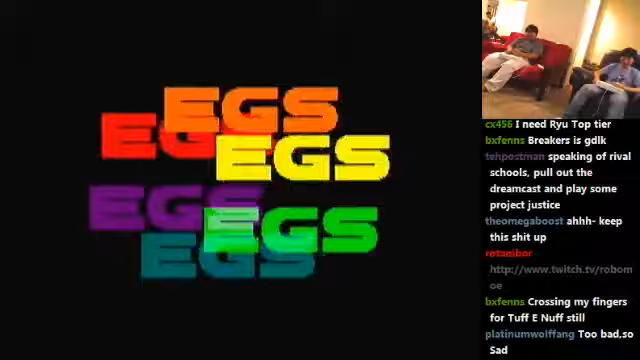 EGS
EGS
EGS
EGS
EGS
EGS
cx456 I need Ryu Top tier
bxfenns Breakers is gdlk
tehpostman speaking of rival
schools, pull out the
dreamcast and play some
project justice
theomegaboost ahhh- keep
this shit up
rotanibor
http://www.twitch.tv/robom
oe
bxfenns Crossing my fingers
for Tuff E Nuff still
platinumwolffang Too bad,so
Sad